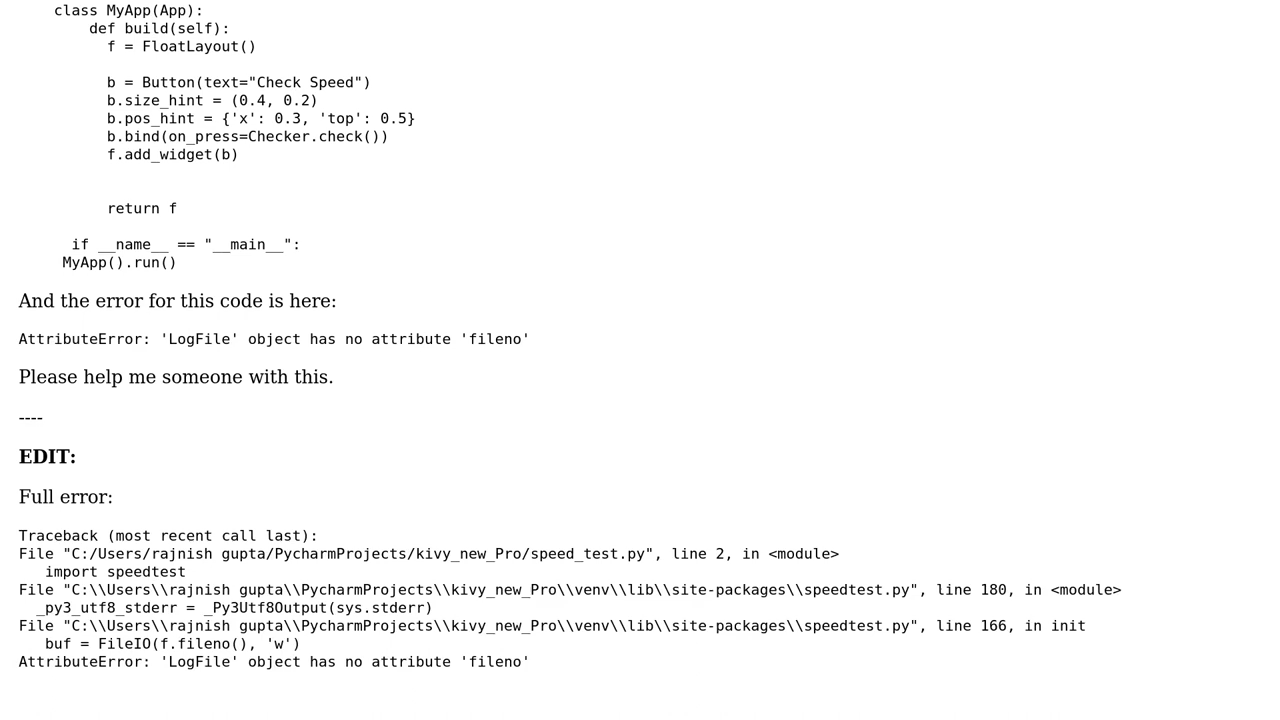 class MyApp(App):
def build(self):
f = FloatLayout()
b = Button(text="Check Speed")
b.size_hint = (0.4, 0.2)
b.pos_hint = {'x': 0.3, 'top': 0.5}
b.bind(on_press=Checker.check())
f.add_widget(b)
return f
if __name__ == "__main__":
MyApp().run()
And the error for this code is here:
AttributeError: 'LogFile' object has no attribute 'fileno'
Please help me someone with this.
----
EDIT:
Full error:
Traceback (most recent call last):
File "C:/Users/rajnish gupta/PycharmProjects/kivy_new_Pro/speed_test.py", line 2, in <module>
import speedtest
File "C:\\Users\\rajnish gupta\\PycharmProjects\\kivy_new_Pro\\venv\\lib\\site-packages\\speedtest.py", line 180, in <module>
_py3_utf8_stderr = _Py3Utf8Output(sys.stderr)
File "C:\\Users\\rajnish gupta\\PycharmProjects\\kivy_new_Pro\\venv\\lib\\site-packages\\speedtest.py", line 166, in init
buf = FileIO(f.fileno(), 'w')
AttributeError: 'LogFile' object has no attribute 'fileno'